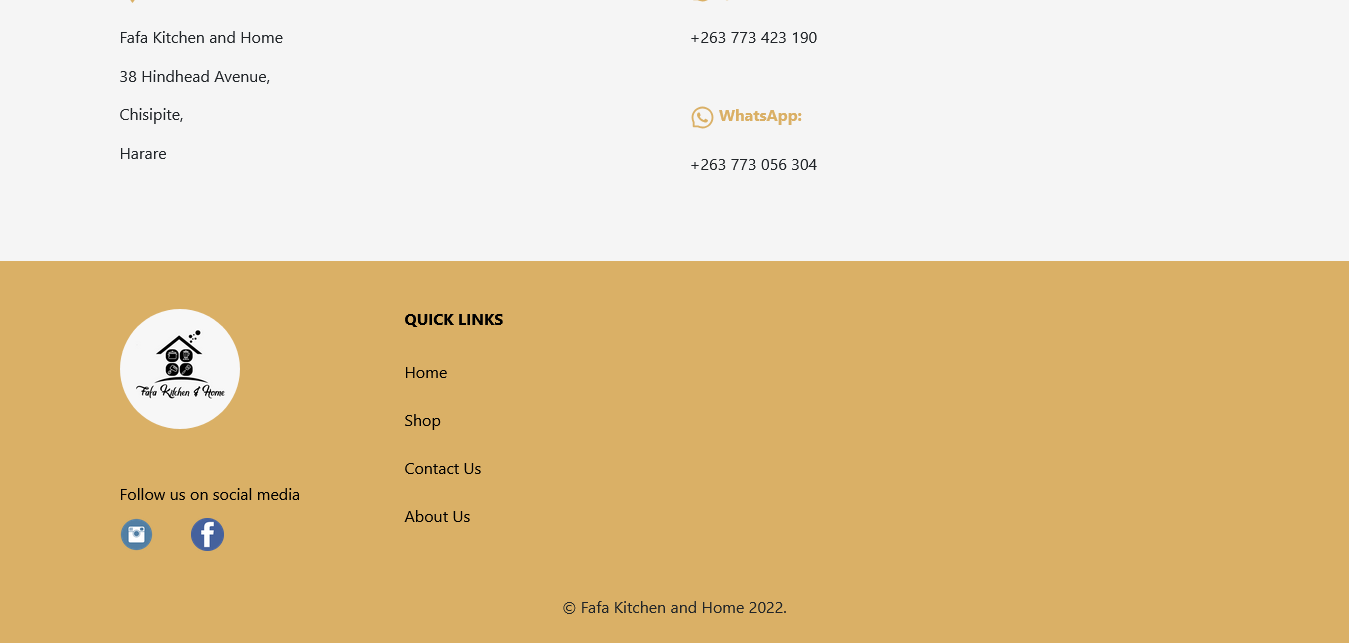 Fafa Kitchen and Home
38 Hindhead Avenue,
Chisipite,
Harare
+263 773 423 190
WhatsApp:
+263 773 056 304
Fafa Kitchen & Home
Follow us on social media
QUICK LINKS
Home
Shop
Contact Us
About Us
© Fafa Kitchen and Home 2022.